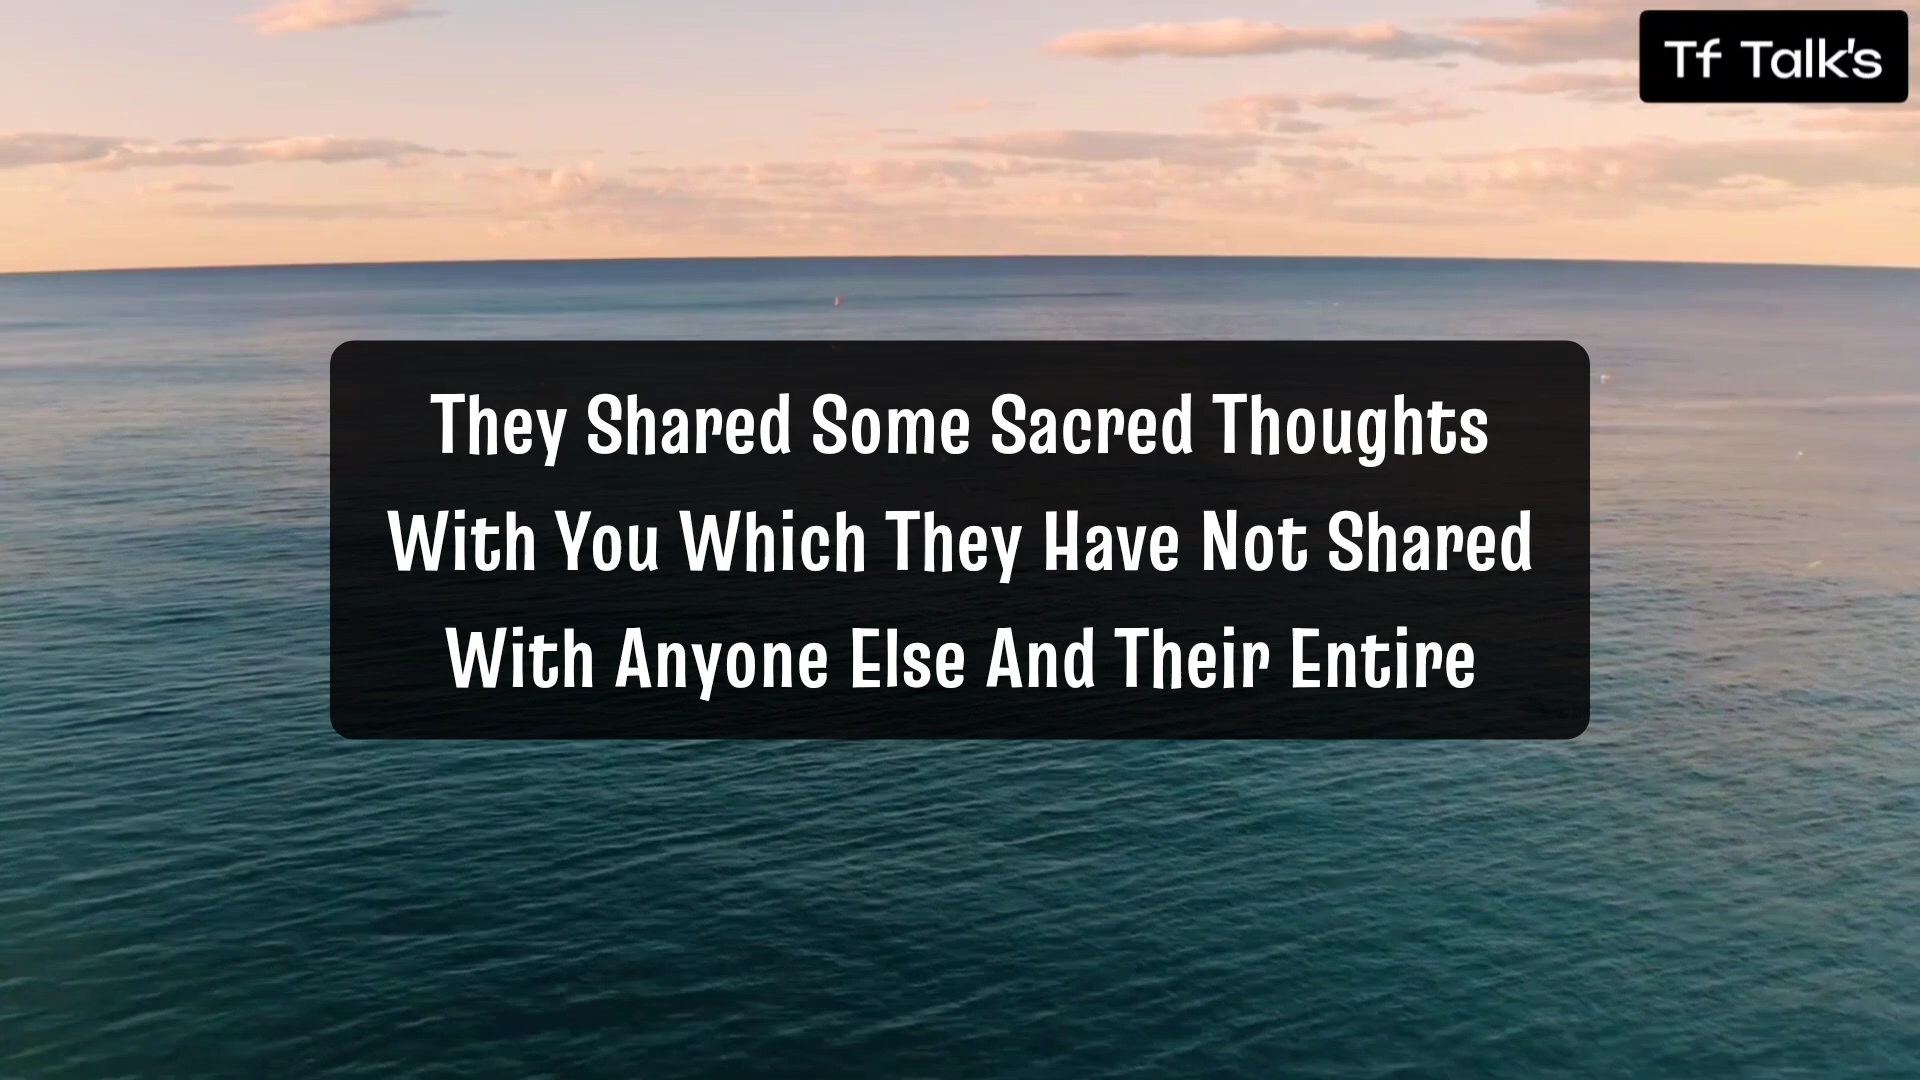 Tf Talk's
They Shared Some Sacred Thoughts
With You Which They Have Not Shared
With Anyone Else And Their Entire